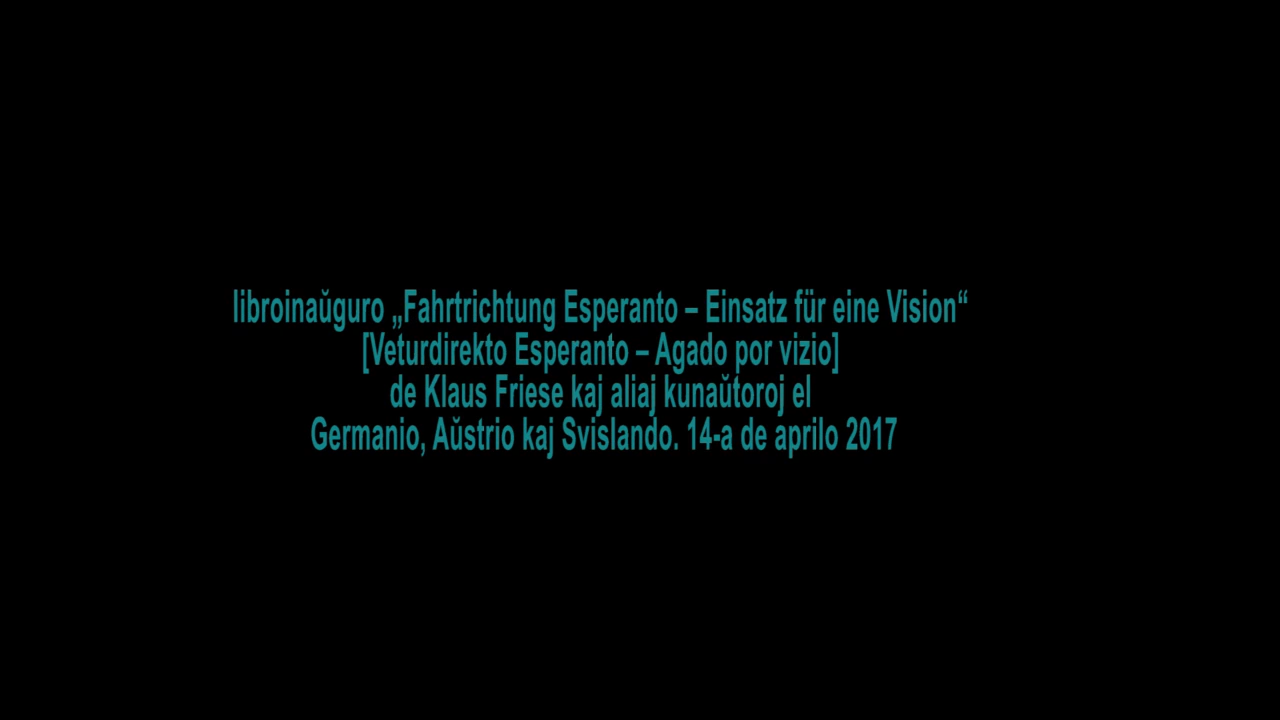 libroinaŭguro „Fahrtrichtung Esperanto – Einsatz für eine Vision“
[Veturdirekto Esperanto – Agado por vizio]
de Klaus Friese kaj aliaj kunaŭtoroj el
Germanio, Aŭstrio kaj Svislando. 14-a de aprilo 2017